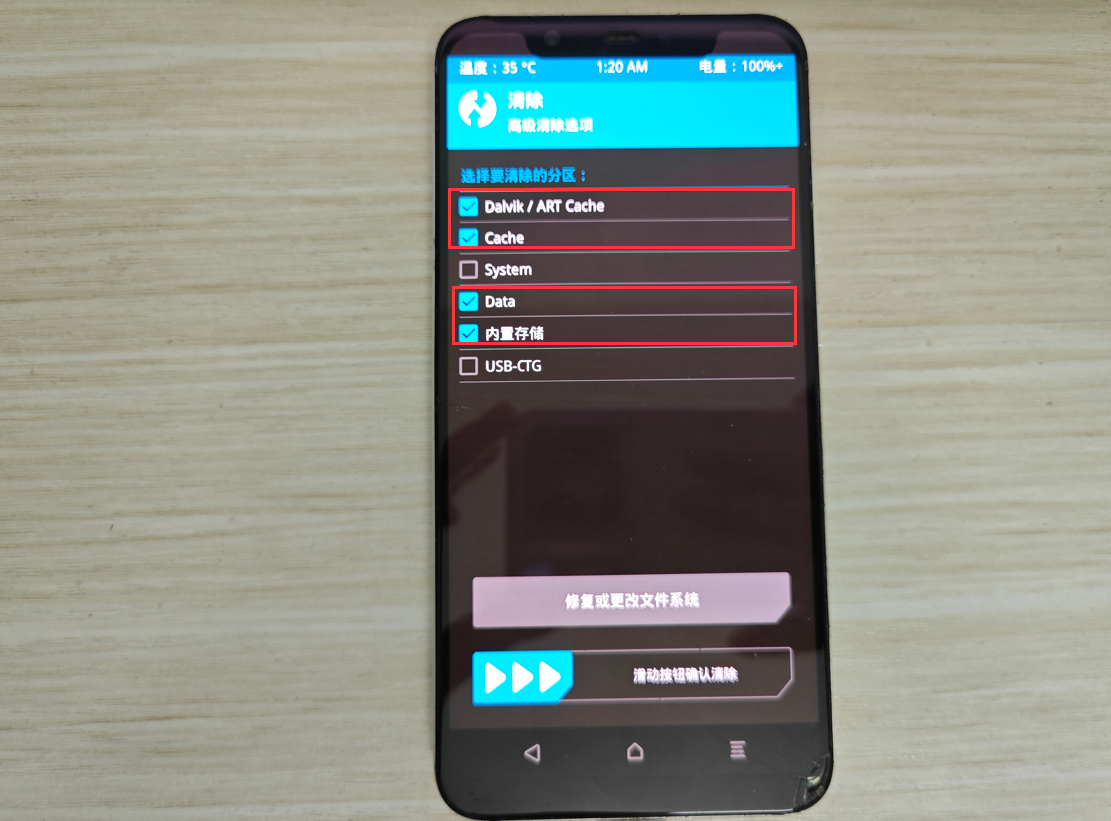 温度：35 °C 1:20 AM 电量：100%+
清除
高级清除选项
选择要清除的分区：
Dalvik / ART Cache
Cache
System
Data
内置存储
USB-CTG
修复或更改文件系统
滑动按钮确认清除